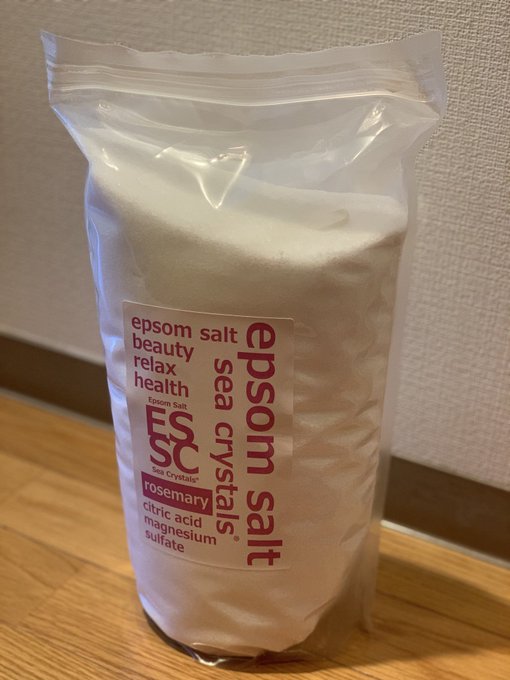 epsom salt
beauty
relax
health
Epsom Salt
ES
SC
Sea Crystals®
rosemary
citric acid
magnesium
sulfate
sea crystals®
epsom salt